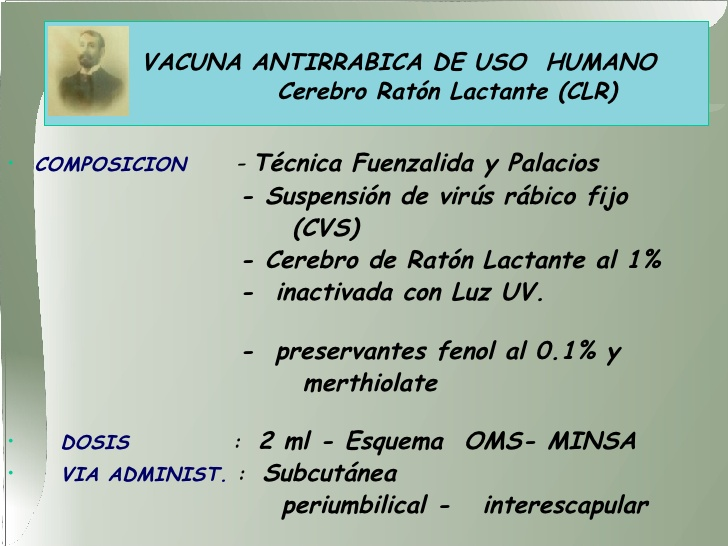 VACUNA ANTIRRABICA DE USO HUMANO
Cerebro Ratón Lactante (CLR)
• COMPOSICION - Técnica Fuenzalida y Palacios
- Suspensión de virús rábico fijo
(CVS)
- Cerebro de Ratón Lactante al 1%
- inactivada con Luz UV.
- preservantes fenol al 0.1% y
merthiolate
• DOSIS : 2 ml - Esquema OMS- MINSA
• VIA ADMINIST. : Subcutánea
periumbilical - interescapular